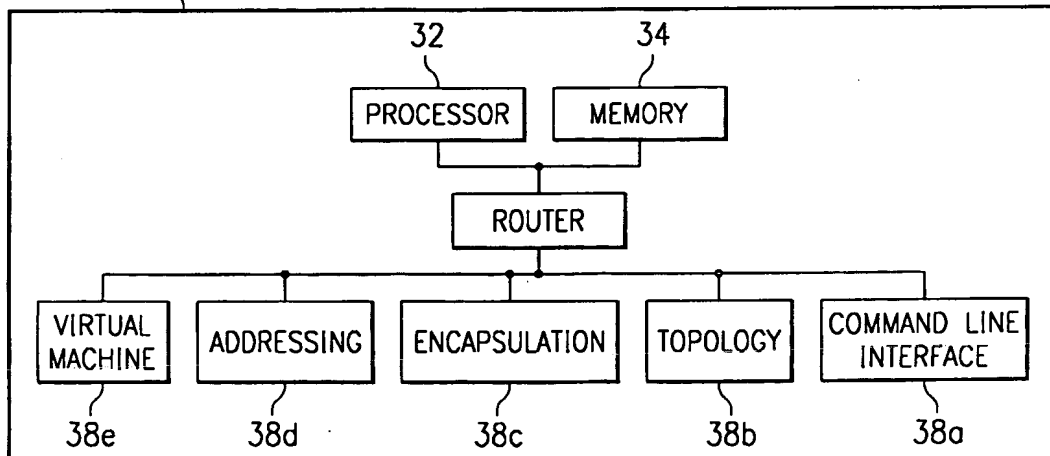 32
34
PROCESSOR
MEMORY
ROUTER
VIRTUAL
MACHINE
ADDRESSING
ENCAPSULATION
TOPOLOGY
COMMAND LINE
INTERFACE
38e
38d
38c
38b
38a